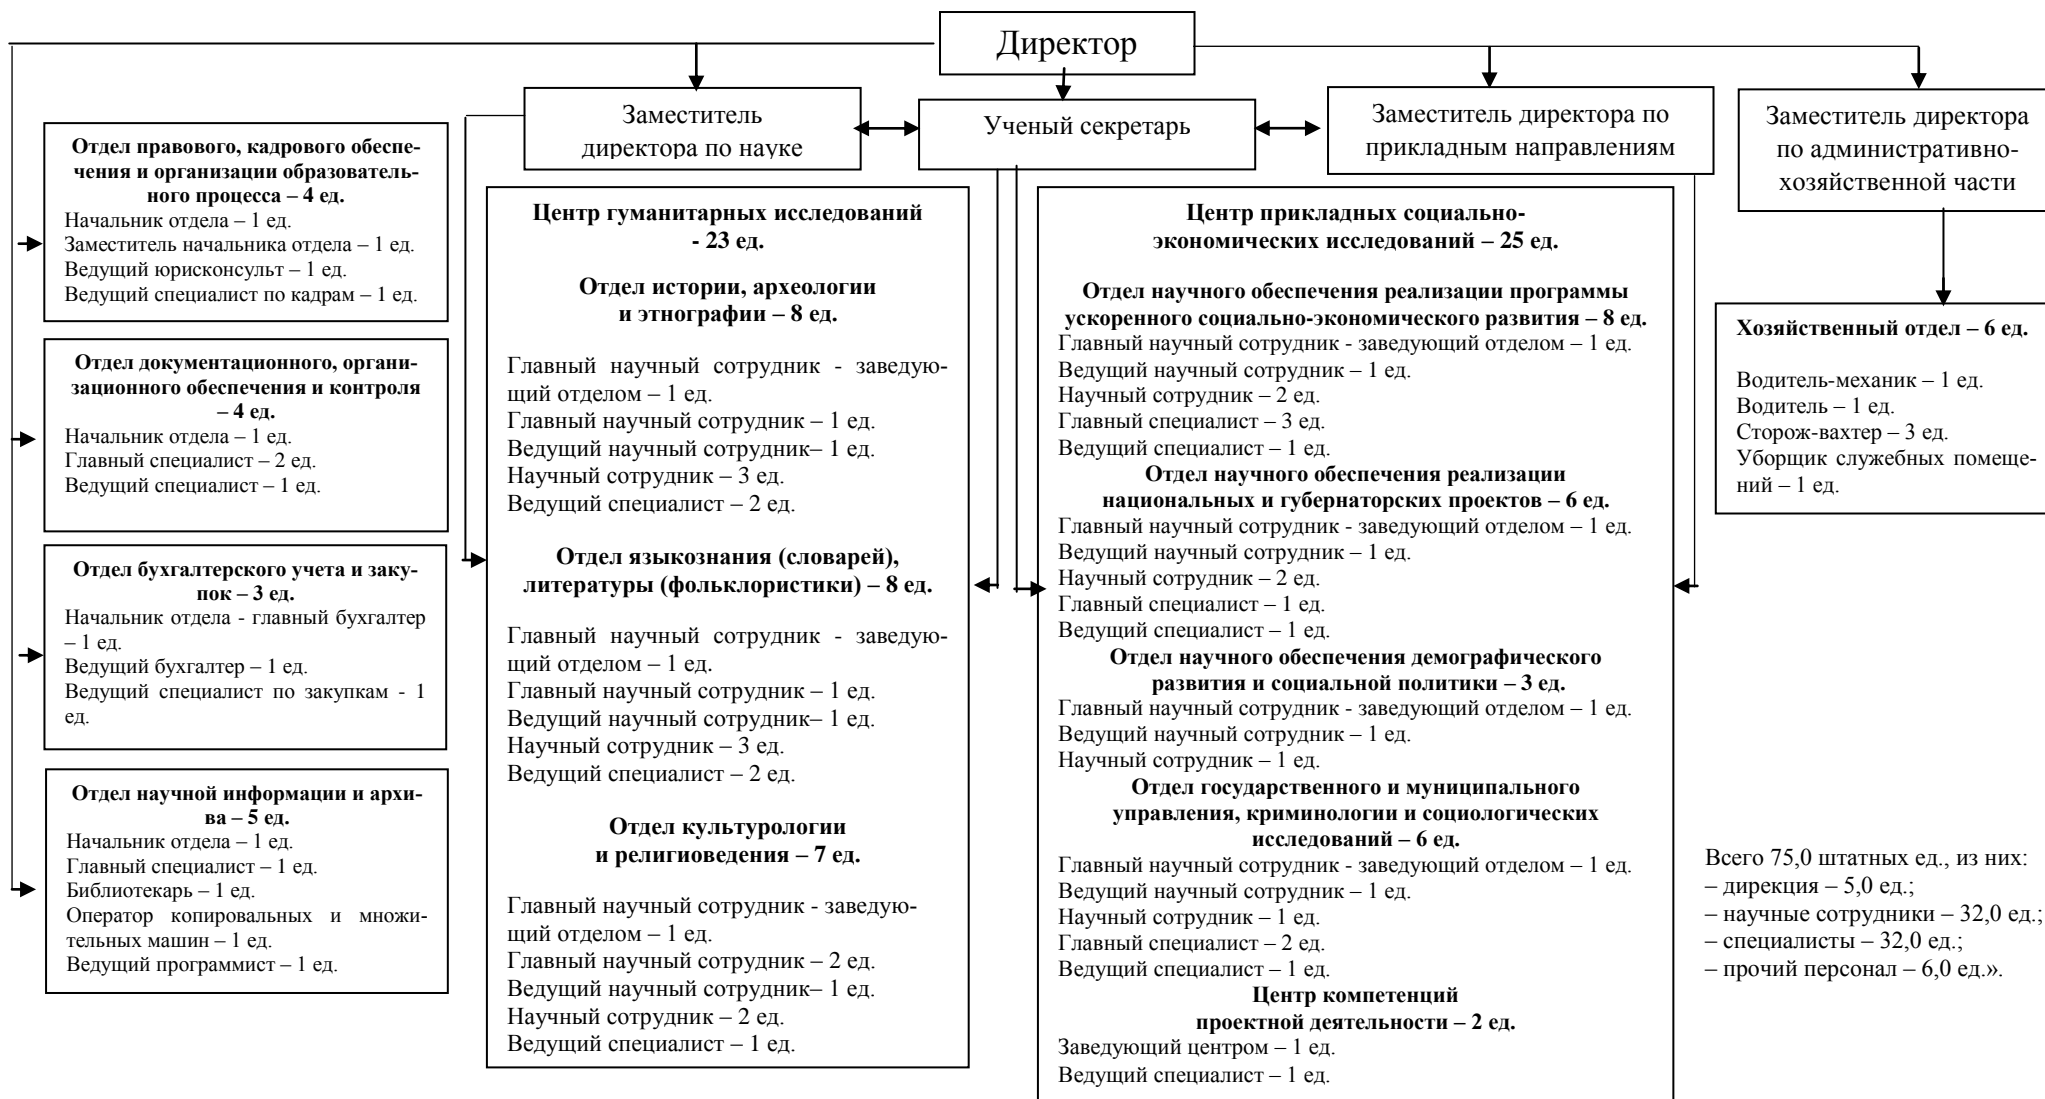 Директор
Заместитель
директора по науке
Ученый секретарь
Заместитель директора по
прикладным направлениям
Заместитель директора
по административно-
хозяйственной части
Отдел правового, кадрового обеспе-
чения и организации образователь-
ного процесса – 4 ед.
Начальник отдела – 1 ед.
Заместитель начальника отдела – 1 ед.
Ведущий юрисконсульт – 1 ед.
Ведущий специалист по кадрам – 1 ед.
Отдел документационного, органи-
зационного обеспечения и контроля
– 4 ед.
Начальник отдела – 1 ед.
Главный специалист – 2 ед.
Ведущий специалист – 1 ед.
Отдел бухгалтерского учета и заку-
пок – 3 ед.
Начальник отдела - главный бухгалтер
– 1 ед.
Ведущий бухгалтер – 1 ед.
Ведущий специалист по закупкам - 1
ед.
Отдел научной информации и архи-
ва – 5 ед.
Начальник отдела – 1 ед.
Главный специалист – 1 ед.
Библиотекарь – 1 ед.
Оператор копировальных и множи-
тельных машин – 1 ед.
Ведущий программист – 1 ед.
Центр гуманитарных исследований
- 23 ед.
Отдел истории, археологии
и этнографии – 8 ед.
Главный научный сотрудник - заведую-
щий отделом – 1 ед.
Главный научный сотрудник – 1 ед.
Ведущий научный сотрудник– 1 ед.
Научный сотрудник – 3 ед.
Ведущий специалист – 2 ед.
Отдел языкознания (словарей),
литературы (фольклористики) – 8 ед.
Главный научный сотрудник - заведую-
щий отделом – 1 ед.
Главный научный сотрудник – 1 ед.
Ведущий научный сотрудник– 1 ед.
Научный сотрудник – 3 ед.
Ведущий специалист – 2 ед.
Отдел культурологии
и религиоведения – 7 ед.
Главный научный сотрудник - заведую-
щий отделом – 1 ед.
Главный научный сотрудник – 2 ед.
Ведущий научный сотрудник– 1 ед.
Научный сотрудник – 2 ед.
Ведущий специалист – 1 ед.
Центр прикладных социально-
экономических исследований – 25 ед.
Отдел научного обеспечения реализации программы
ускоренного социально-экономического развития – 8 ед.
Главный научный сотрудник - заведующий отделом – 1 ед.
Ведущий научный сотрудник – 1 ед.
Научный сотрудник – 2 ед.
Главный специалист – 3 ед.
Ведущий специалист – 1 ед.
Отдел научного обеспечения реализации
национальных и губернаторских проектов – 6 ед.
Главный научный сотрудник - заведующий отделом – 1 ед.
Ведущий научный сотрудник – 1 ед.
Научный сотрудник – 2 ед.
Главный специалист – 1 ед.
Ведущий специалист – 1 ед.
Отдел научного обеспечения демографического
развития и социальной политики – 3 ед.
Главный научный сотрудник - заведующий отделом – 1 ед.
Ведущий научный сотрудник – 1 ед.
Научный сотрудник – 1 ед.
Отдел государственного и муниципального
управления, криминологии и социологических
исследований – 6 ед.
Главный научный сотрудник - заведующий отделом – 1 ед.
Ведущий научный сотрудник – 1 ед.
Научный сотрудник – 1 ед.
Главный специалист – 2 ед.
Ведущий специалист – 1 ед.
Центр компетенций
проектной деятельности – 2 ед.
Заведующий центром – 1 ед.
Ведущий специалист – 1 ед.
Хозяйственный отдел – 6 ед.
Водитель-механик – 1 ед.
Водитель – 1 ед.
Сторож-вахтер – 3 ед.
Уборщик служебных помеще-
ний – 1 ед.
Всего 75,0 штатных ед., из них:
– дирекция – 5,0 ед.;
– научные сотрудники – 32,0 ед.;
– специалисты – 32,0 ед.;
– прочий персонал – 6,0 ед.».